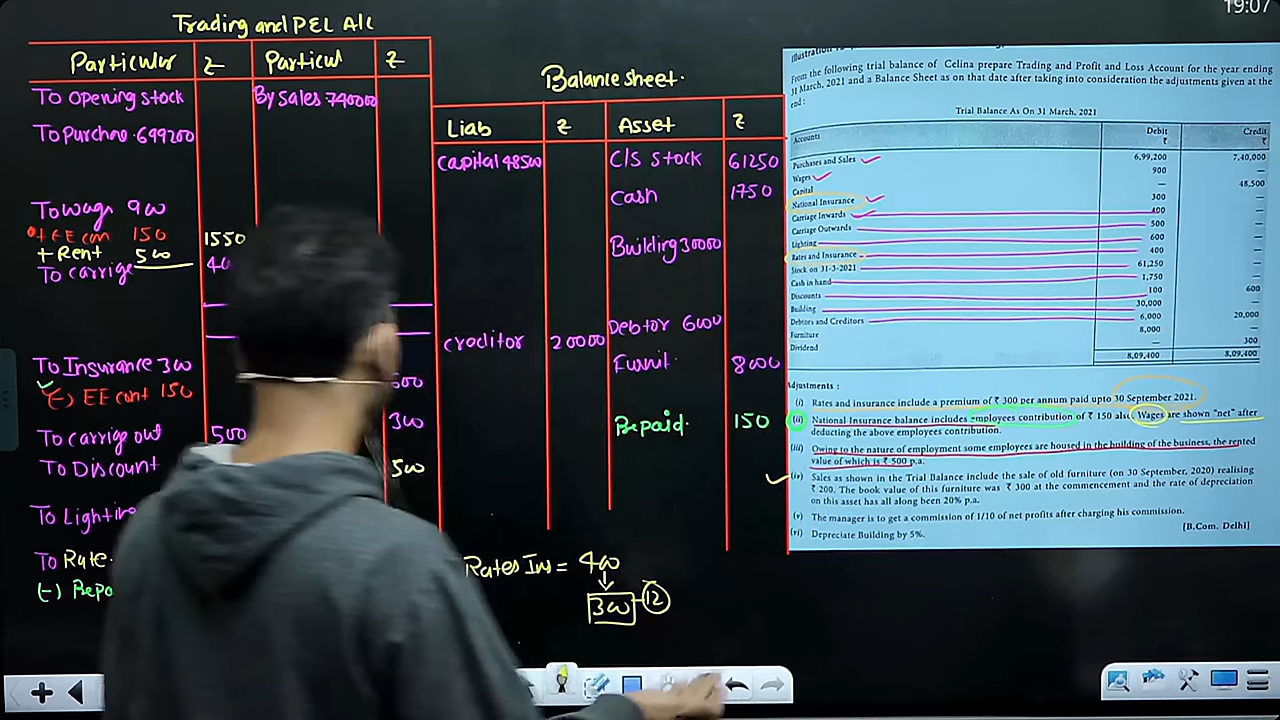 19:07
Trading and P&L A/c
Particular ₹ Particul ₹
To opening stock
By Sales 740000
To Purchase 699200
To wag 900
+ EE con 150
1550
+ Rent 500
To carrige
To Insurance 300
(-) EE cont 150
300
To carrige out 500
To Discount
500
To Lighting
To Rate
(-) Repa
Balance sheet
Liab ₹ Asset ₹
Capital 48500
C/S stock 61250
Cash 1750
Building 30000
Debtor 6000
creditor 20000
Furnit 8000
Prepaid 150
Rates Ins = 400
300 - 12
From the following trial balance of Celina prepare Trading and Profit and Loss Account for the year ending
31 March, 2021 and a Balance Sheet as on that date after taking into consideration the adjustments given at the
end :
Trial Balance As On 31 March, 2021
Accounts Debit ₹ Credit ₹
Purchases and Sales 6,99,200 7,40,000
Wages 900 —
Capital — 48,500
National Insurance 300 —
Carriage Inwards 400 —
Carriage Outwards 500 —
Lighting 600 —
Rates and Insurance 400 —
Stock on 31-3-2021 61,250 —
Cash in hand 1,750 —
Discounts 100 600
Building 30,000 —
Debtors and Creditors 6,000 20,000
Furniture 8,000 —
Dividend — 300
8,09,400 8,09,400
Adjustments :
(i) Rates and insurance include a premium of ₹ 300 per annum paid upto 30 September 2021.
(ii) National Insurance balance includes employees contribution of ₹ 150 also. Wages are shown "net" after
deducting the above employees contribution.
(iii) Owing to the nature of employment some employees are housed in the building of the business, the rented
value of which is ₹ 500 p.a.
(iv) Sales as shown in the Trial Balance include the sale of old furniture (on 30 September, 2020) realising
₹ 200. The book value of this furniture was ₹ 300 at the commencement and the rate of depreciation
on this asset has all along been 20% p.a.
(v) The manager is to get a commission of 1/10 of net profits after charging his commission.
[B.Com. Delhi]
(vi) Depreciate Building by 5%.